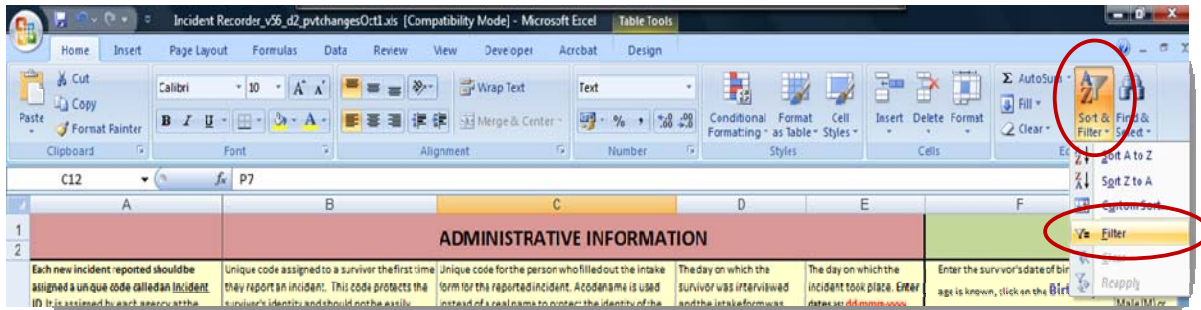 Incident Recorder_v56_d2_pvtchangesOct1.xls [Compatibility Mode] - Microsoft Excel
Table Tools
Home Insert Page Layout Formulas Data Review View Developer Acrobat Design
Cut
Copy
Format Painter
Paste
Calibri 10
B I U
Wrap Text
Merge & Center
Text
% ,
Conditional Formatting
Format as Table
Cell Styles
Insert Delete Format
Σ AutoSum
Fill
Clear
Sort & Filter
Find & Select
Clipboard Font Alignment Number Styles Cells
Sort A to Z
Sort Z to A
Custom Sort
Filter
Clear
Reapply
C12 fx P7
A B C D E F
1
2
ADMINISTRATIVE INFORMATION
Each new incident reported should be
assigned a unique code called an Incident
ID. It is assigned by each agency at the
Unique code assigned to a survivor the first time
they report an incident. This code protects the
survivor's identity and should not be easily
Unique code for the person who filled out the intake
form for the reported incident. A codename is used
instead of a real name to protect the identity of the
The day on which the
survivor was interviewed
and the intake form was
The day on which the
incident took place. Enter
dates as: dd-mmm-yyyy
Enter the survivor's date of bir
age is known, click on the Birt
Male (M) or